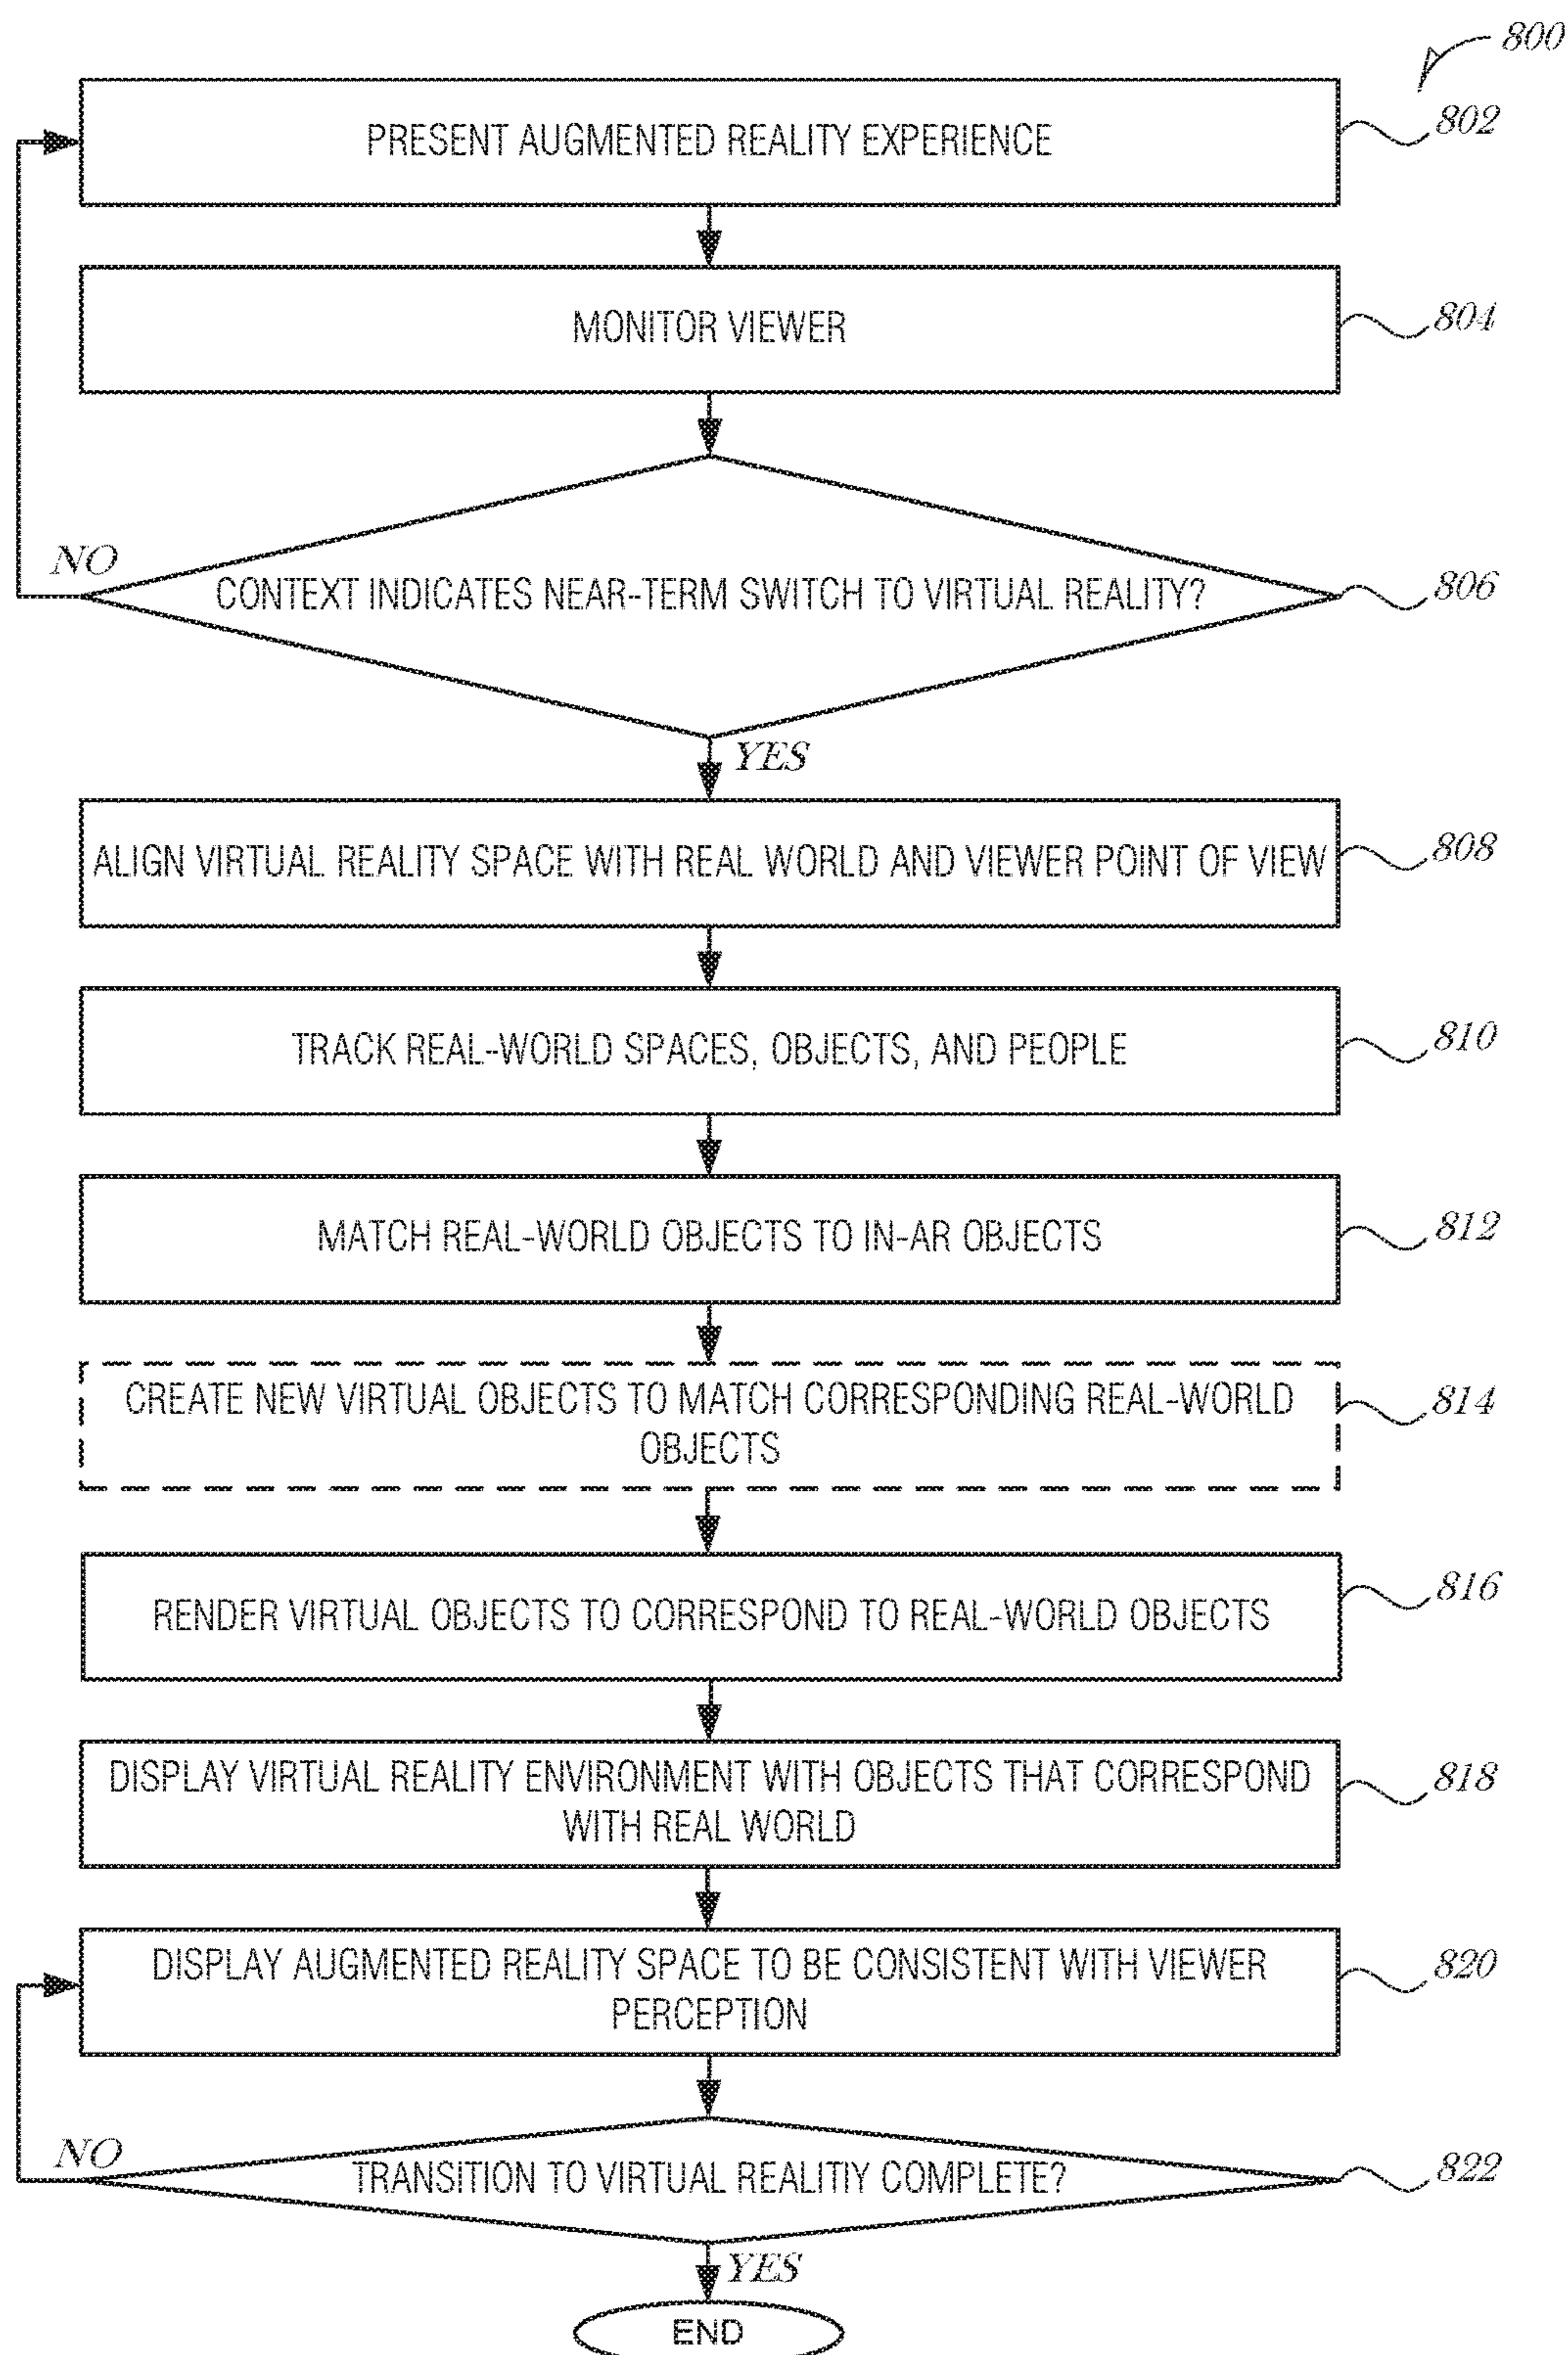 800
PRESENT AUGMENTED REALITY EXPERIENCE
802
MONITOR VIEWER
804
NO
CONTEXT INDICATES NEAR-TERM SWITCH TO VIRTUAL REALITY?
806
YES
ALIGN VIRTUAL REALITY SPACE WITH REAL WORLD AND VIEWER POINT OF VIEW
808
TRACK REAL-WORLD SPACES, OBJECTS, AND PEOPLE
810
MATCH REAL-WORLD OBJECTS TO IN-AR OBJECTS
812
CREATE NEW VIRTUAL OBJECTS TO MATCH CORRESPONDING REAL-WORLD
OBJECTS
814
RENDER VIRTUAL OBJECTS TO CORRESPOND TO REAL-WORLD OBJECTS
816
DISPLAY VIRTUAL REALITY ENVIRONMENT WITH OBJECTS THAT CORRESPOND
WITH REAL WORLD
818
DISPLAY AUGMENTED REALITY SPACE TO BE CONSISTENT WITH VIEWER
PERCEPTION
820
NO
TRANSITION TO VIRTUAL REALITIY COMPLETE?
822
YES
END